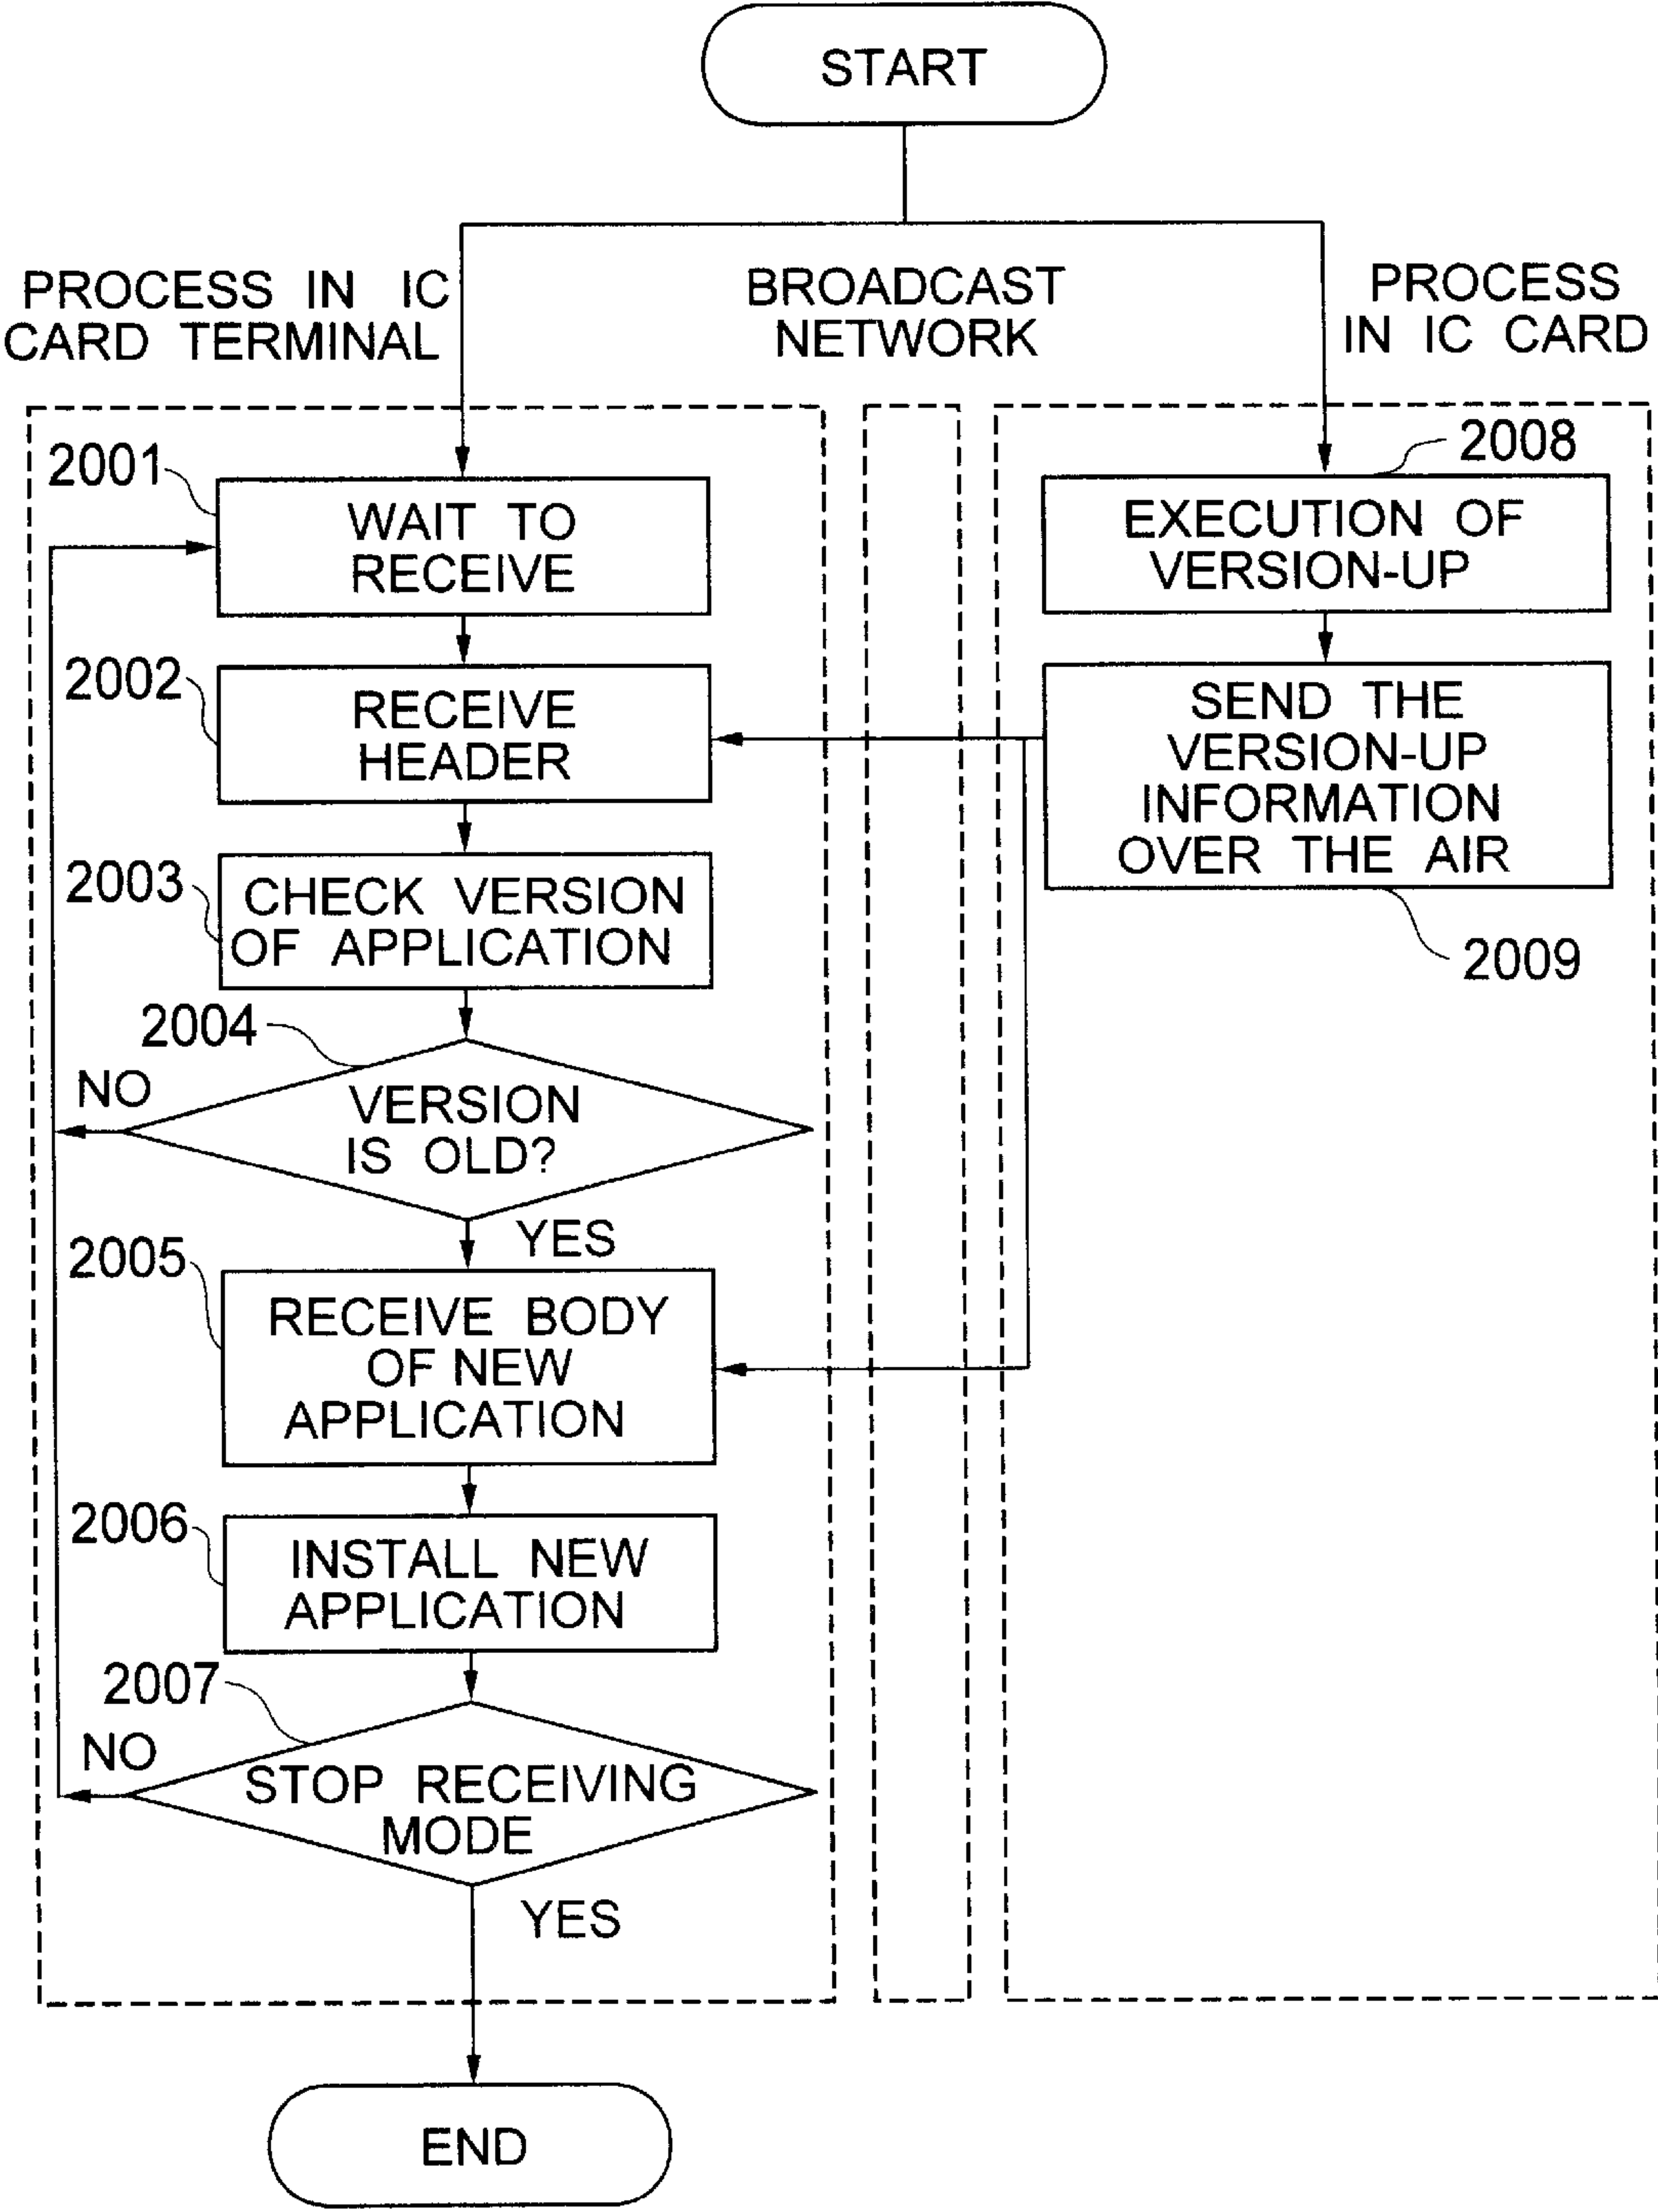 START
PROCESS IN IC
CARD TERMINAL
BROADCAST
NETWORK
PROCESS
IN IC CARD
2001
WAIT TO
RECEIVE
2008
EXECUTION OF
VERSION-UP
2002
RECEIVE
HEADER
SEND THE
VERSION-UP
INFORMATION
OVER THE AIR
2009
2003
CHECK VERSION
OF APPLICATION
2004
NO
VERSION
IS OLD?
YES
2005
RECEIVE BODY
OF NEW
APPLICATION
2006
INSTALL NEW
APPLICATION
2007
NO
STOP RECEIVING
MODE
YES
END